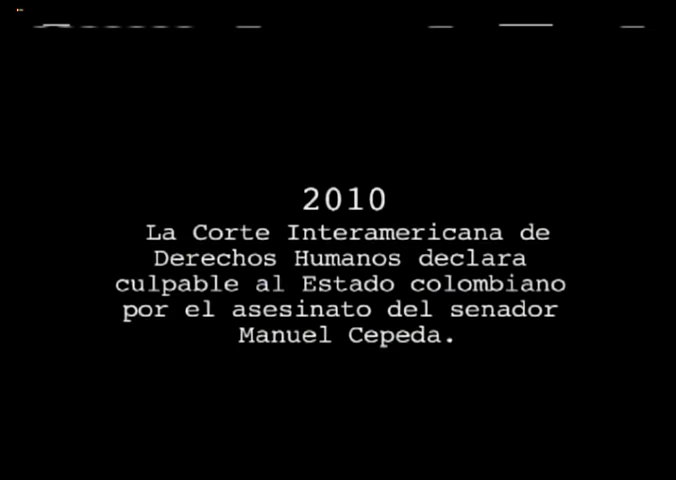 2010
La Corte Interamericana de
Derechos Humanos declara
culpable al Estado colombiano
por el asesinato del senador
Manuel Cepeda.